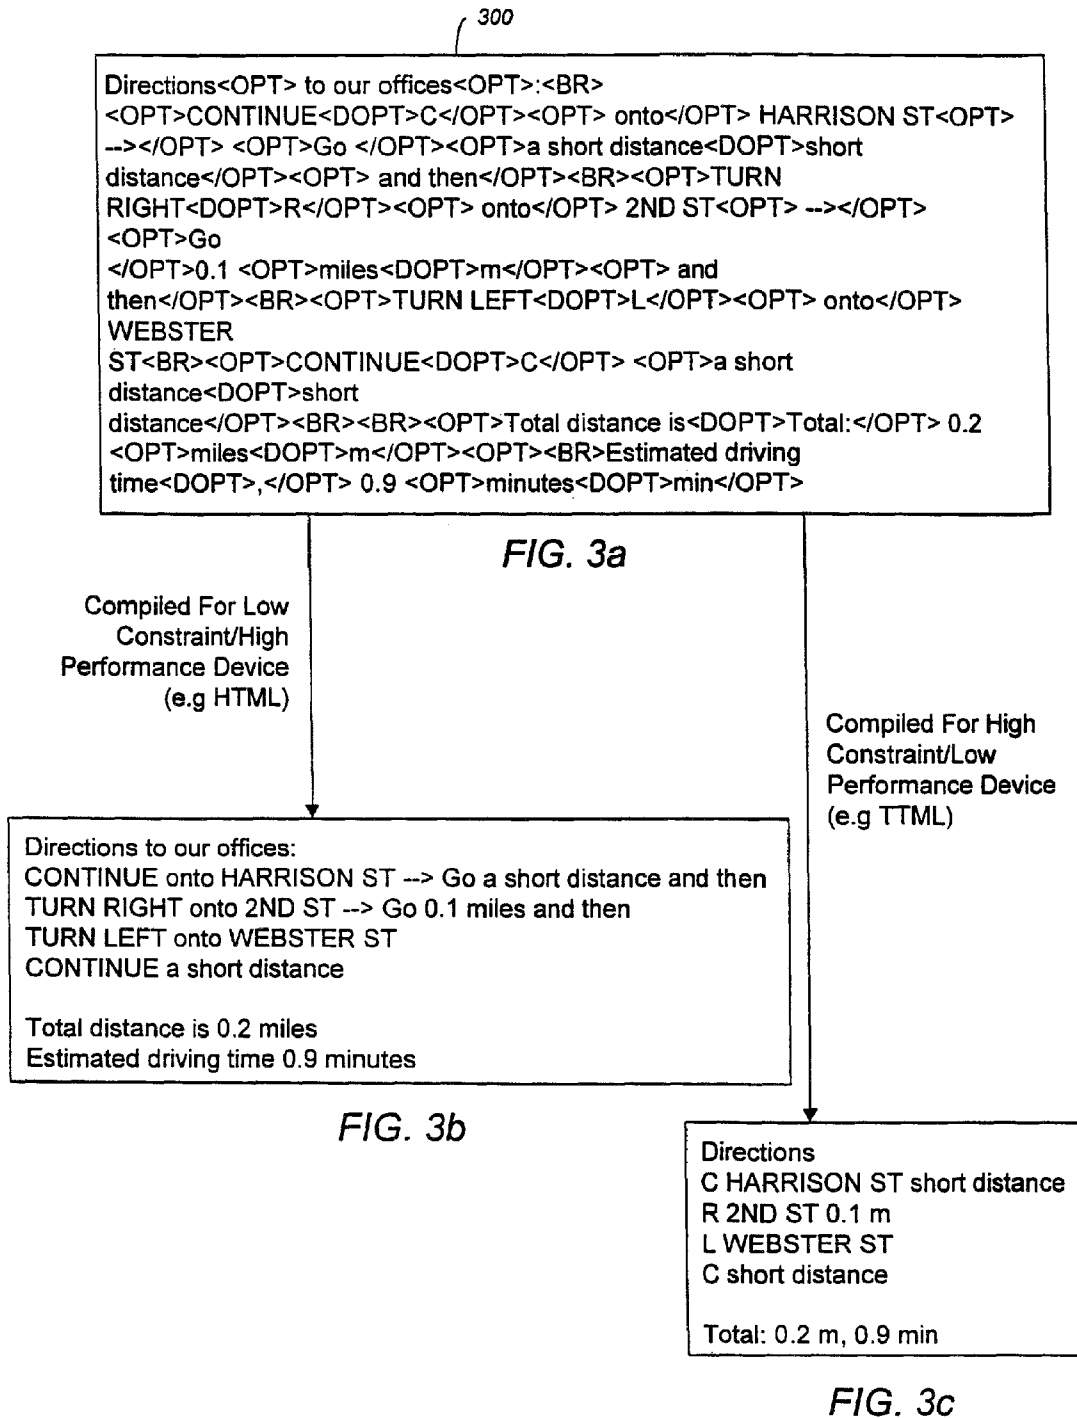 300
Directions<OPT> to our offices<OPT>:<BR>
<OPT>CONTINUE<DOPT>C</OPT><OPT> onto</OPT> HARRISON ST<OPT>
--></OPT> <OPT>Go </OPT><OPT>a short distance<DOPT>short
distance</OPT><OPT> and then</OPT><BR><OPT>TURN
RIGHT<DOPT>R</OPT><OPT> onto</OPT> 2ND ST<OPT> --></OPT>
<OPT>Go
</OPT>0.1 <OPT>miles<DOPT>m</OPT><OPT> and
then</OPT><BR><OPT>TURN LEFT<DOPT>L</OPT><OPT> onto</OPT>
WEBSTER
ST<BR><OPT>CONTINUE<DOPT>C</OPT> <OPT>a short
distance<DOPT>short
distance</OPT><BR><BR><OPT>Total distance is<DOPT>Total:</OPT> 0.2
<OPT>miles<DOPT>m</OPT><OPT><BR>Estimated driving
time<DOPT>,</OPT> 0.9 <OPT>minutes<DOPT>min</OPT>
FIG. 3a
Compiled For Low
Constraint/High
Performance Device
(e.g HTML)
Compiled For High
Constraint/Low
Performance Device
(e.g TTML)
Directions to our offices:
CONTINUE onto HARRISON ST --> Go a short distance and then
TURN RIGHT onto 2ND ST --> Go 0.1 miles and then
TURN LEFT onto WEBSTER ST
CONTINUE a short distance
Total distance is 0.2 miles
Estimated driving time 0.9 minutes
FIG. 3b
Directions
C HARRISON ST short distance
R 2ND ST 0.1 m
L WEBSTER ST
C short distance
Total: 0.2 m, 0.9 min
FIG. 3c